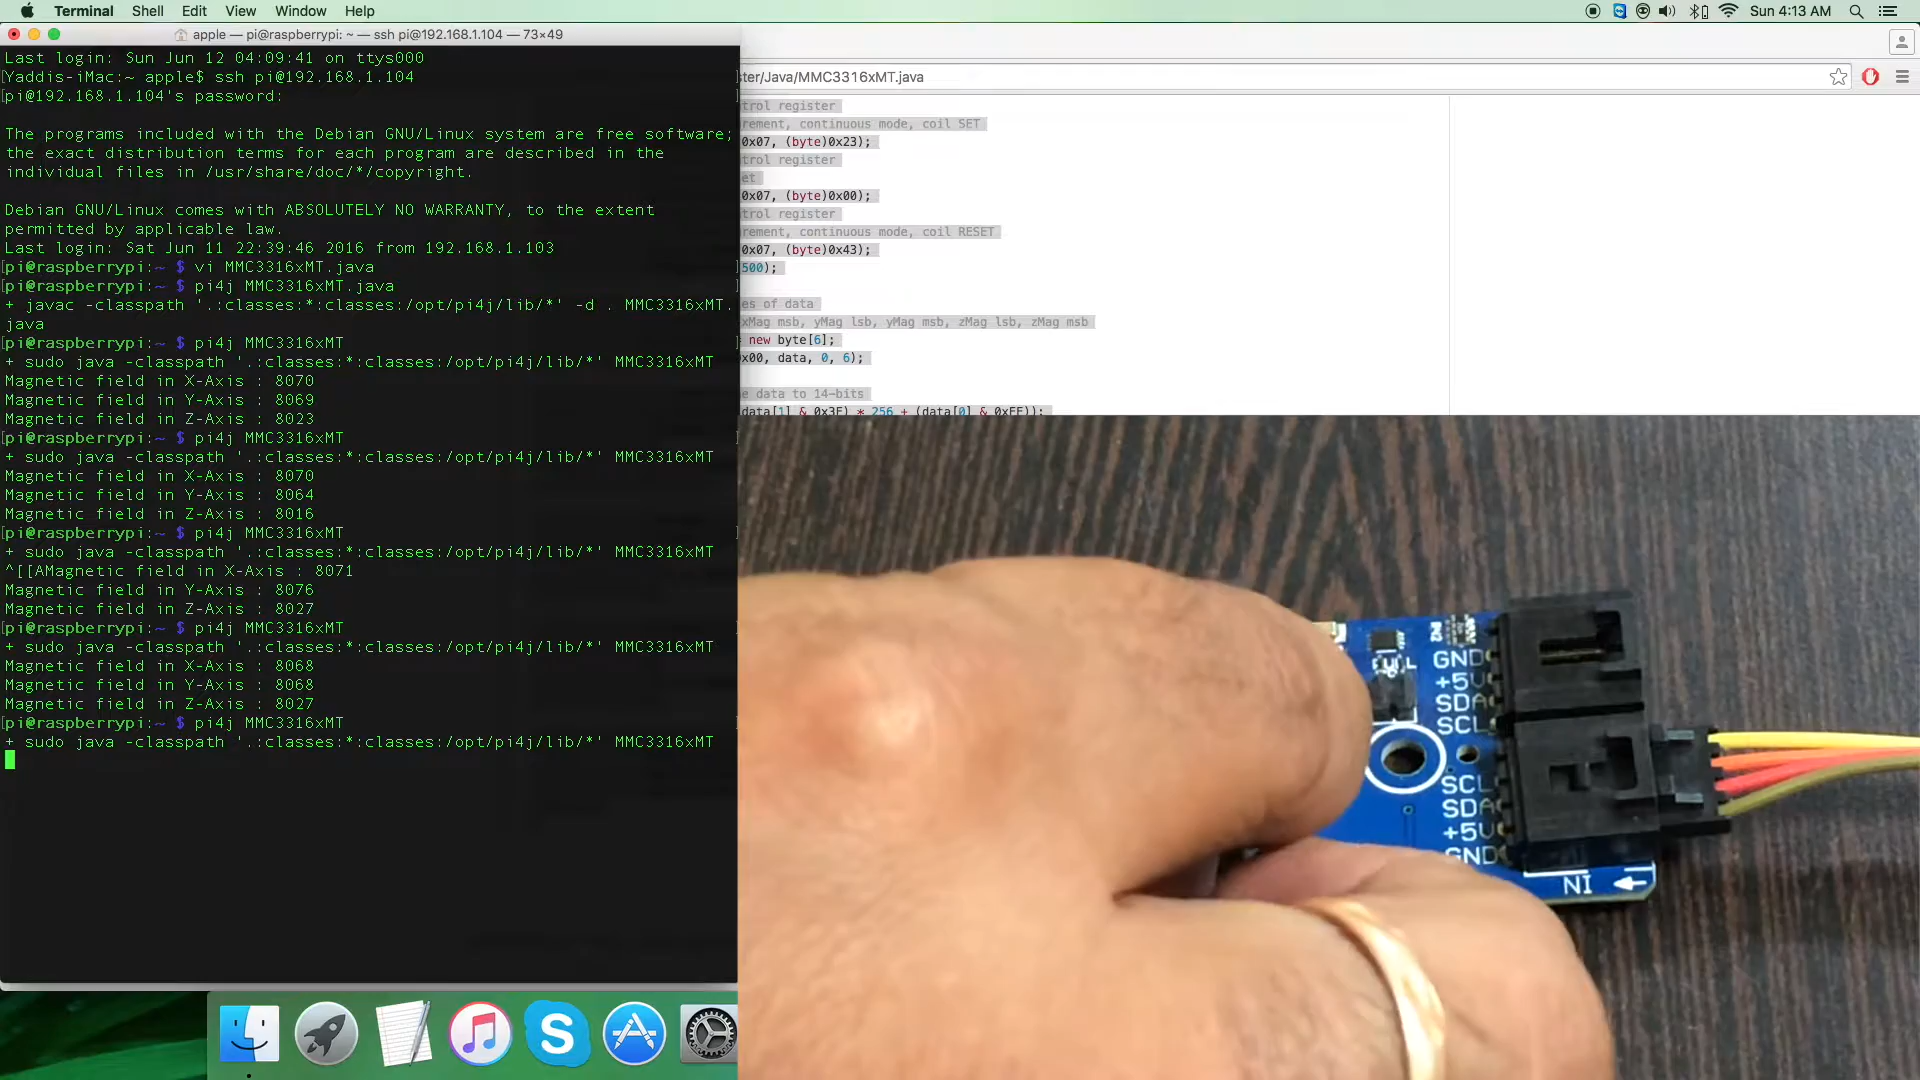 Terminal Shell Edit View Window Help
Sun 4:13 AM
apple — pi@raspberrypi: ~ — ssh pi@192.168.1.104 — 73×49
Last login: Sun Jun 12 04:09:41 on ttys000
[Yaddis-iMac:~ apple$ ssh pi@192.168.1.104
[pi@192.168.1.104's password:
The programs included with the Debian GNU/Linux system are free software;
the exact distribution terms for each program are described in the
individual files in /usr/share/doc/*/copyright.
Debian GNU/Linux comes with ABSOLUTELY NO WARRANTY, to the extent
permitted by applicable law.
Last login: Sat Jun 11 22:39:46 2016 from 192.168.1.103
[pi@raspberrypi:~ $ vi MMC3316xMT.java ]
[pi@raspberrypi:~ $ pi4j MMC3316xMT.java ]
+ javac -classpath '.:classes:*:classes:/opt/pi4j/lib/*' -d . MMC3316xMT.
java
[pi@raspberrypi:~ $ pi4j MMC3316xMT ]
+ sudo java -classpath '.:classes:*:classes:/opt/pi4j/lib/*' MMC3316xMT
Magnetic field in X-Axis : 8070
Magnetic field in Y-Axis : 8069
Magnetic field in Z-Axis : 8023
[pi@raspberrypi:~ $ pi4j MMC3316xMT ]
+ sudo java -classpath '.:classes:*:classes:/opt/pi4j/lib/*' MMC3316xMT
Magnetic field in X-Axis : 8070
Magnetic field in Y-Axis : 8064
Magnetic field in Z-Axis : 8016
[pi@raspberrypi:~ $ pi4j MMC3316xMT ]
+ sudo java -classpath '.:classes:*:classes:/opt/pi4j/lib/*' MMC3316xMT
^[[AMagnetic field in X-Axis : 8071
Magnetic field in Y-Axis : 8076
Magnetic field in Z-Axis : 8027
[pi@raspberrypi:~ $ pi4j MMC3316xMT ]
+ sudo java -classpath '.:classes:*:classes:/opt/pi4j/lib/*' MMC3316xMT
Magnetic field in X-Axis : 8068
Magnetic field in Y-Axis : 8068
Magnetic field in Z-Axis : 8027
[pi@raspberrypi:~ $ pi4j MMC3316xMT ]
+ sudo java -classpath '.:classes:*:classes:/opt/pi4j/lib/*' MMC3316xMT
ter/Java/MMC3316xMT.java
trol register
rement, continuous mode, coil SET
0x07, (byte)0x23);
trol register
et
0x07, (byte)0x00);
trol register
rement, continuous mode, coil RESET
0x07, (byte)0x43);
500);
es of data
xMag msb, yMag lsb, yMag msb, zMag lsb, zMag msb
new byte[6];
0x00, data, 0, 6);
e data to 14-bits
data[1] & 0x3F) * 256 + (data[0] & 0xFF));
GND
+5V
SDA
SCL
SCL
SDA
+5V
GND
IN